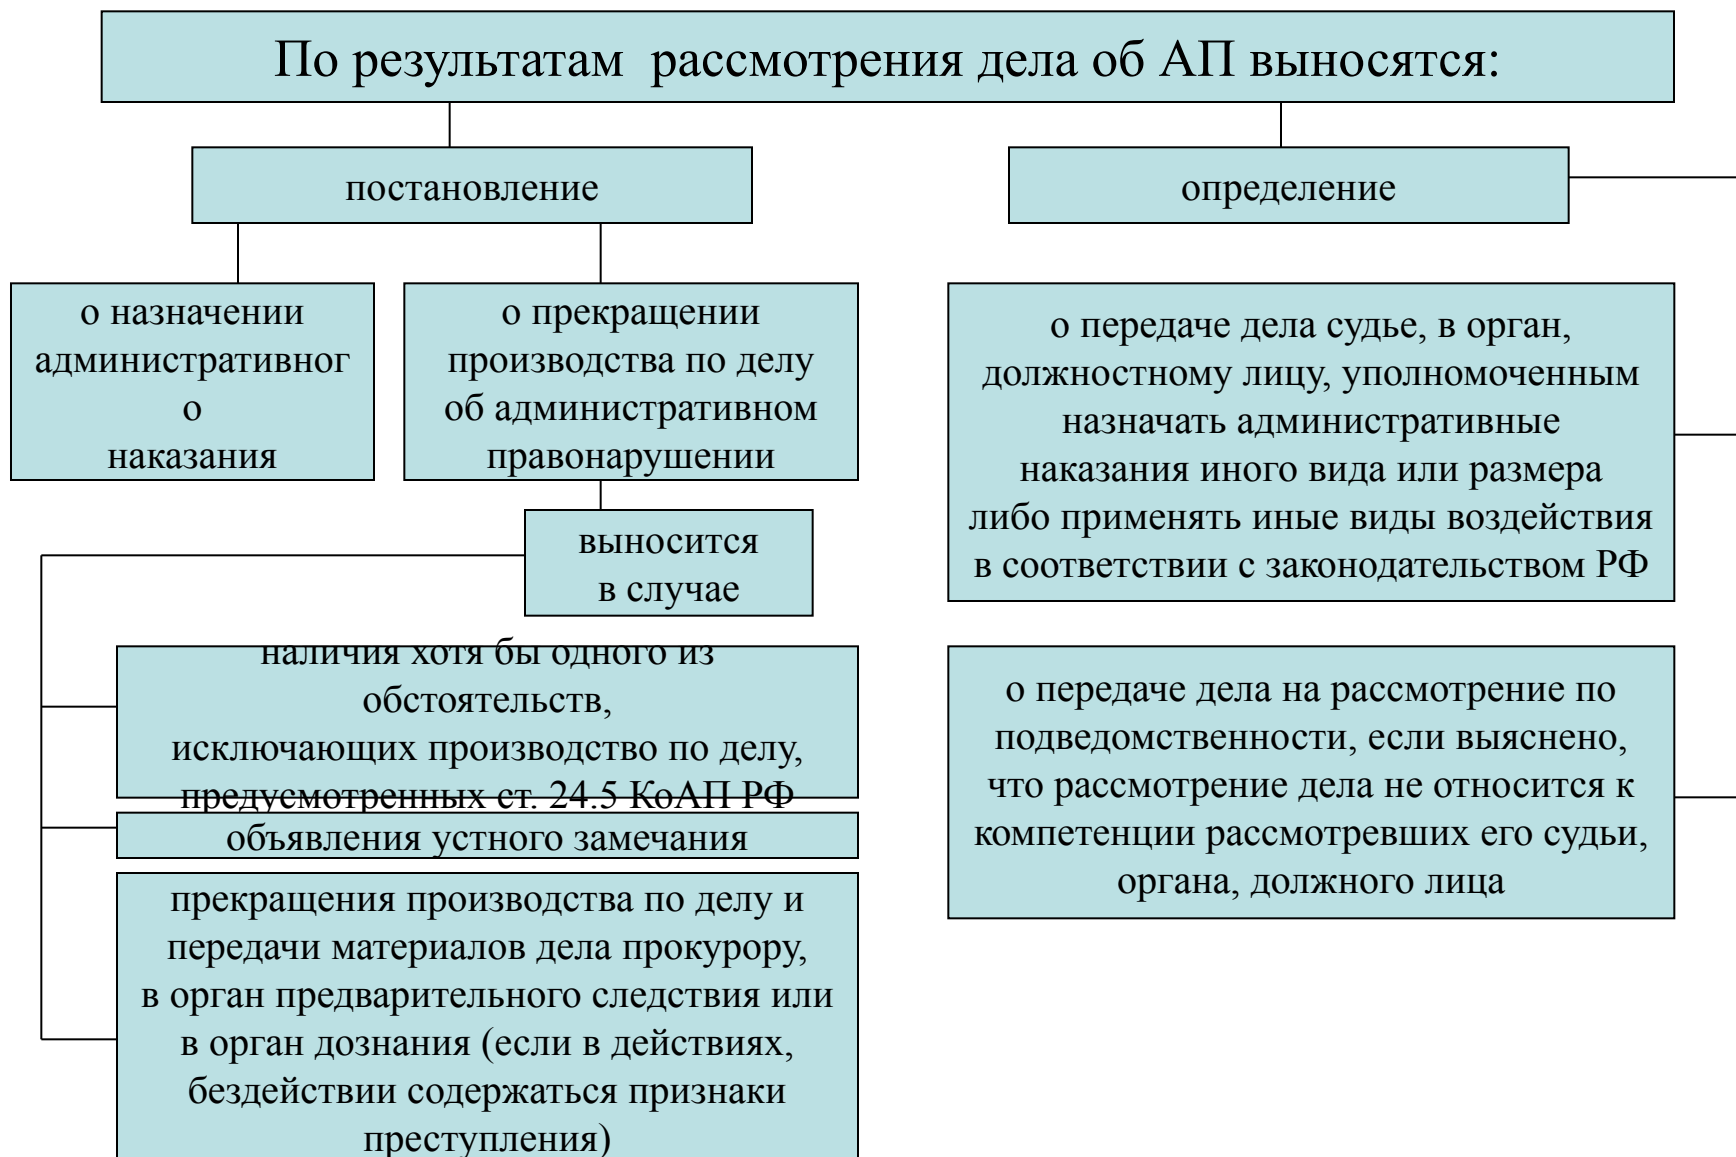 По результатам рассмотрения дела об АП выносятся:
постановление
определение
о назначении
административног
о
наказания
о прекращении
производства по делу
об административном
правонарушении
выносится
в случае
наличия хотя бы одного из
обстоятельств,
исключающих производство по делу,
предусмотренных ст. 24.5 КоАП РФ
объявления устного замечания
прекращения производства по делу и
передачи материалов дела прокурору,
в орган предварительного следствия или
в орган дознания (если в действиях,
бездействии содержаться признаки
преступления)
о передаче дела судье, в орган,
должностному лицу, уполномоченным
назначать административные
наказания иного вида или размера
либо применять иные виды воздействия
в соответствии с законодательством РФ
о передаче дела на рассмотрение по
подведомственности, если выяснено,
что рассмотрение дела не относится к
компетенции рассмотревших его судьи,
органа, должного лица